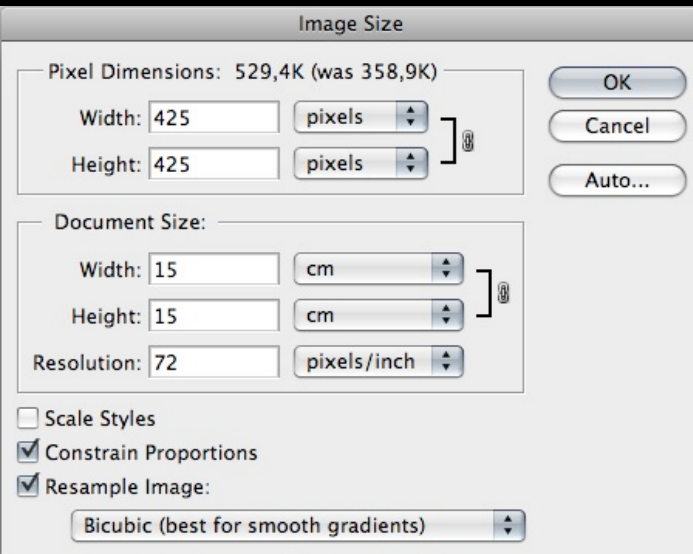 Image Size
Pixel Dimensions: 529,4K (was 358,9K)
OK
Width: 425 pixels
Cancel
Height: 425 pixels
Auto...
Document Size:
Width: 15 cm
Height: 15 cm
Resolution: 72 pixels/inch
Scale Styles
Constrain Proportions
Resample Image:
Bicubic (best for smooth gradients)